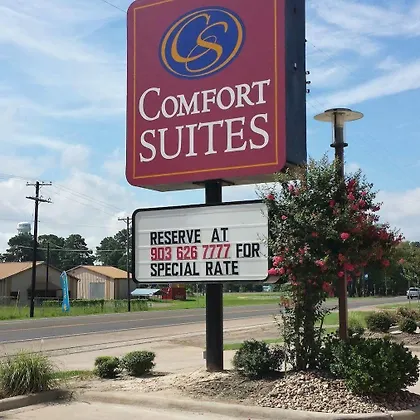 CS
COMFORT
SUITES
RESERVE AT
903 626 7777 FOR
SPECIAL RATE